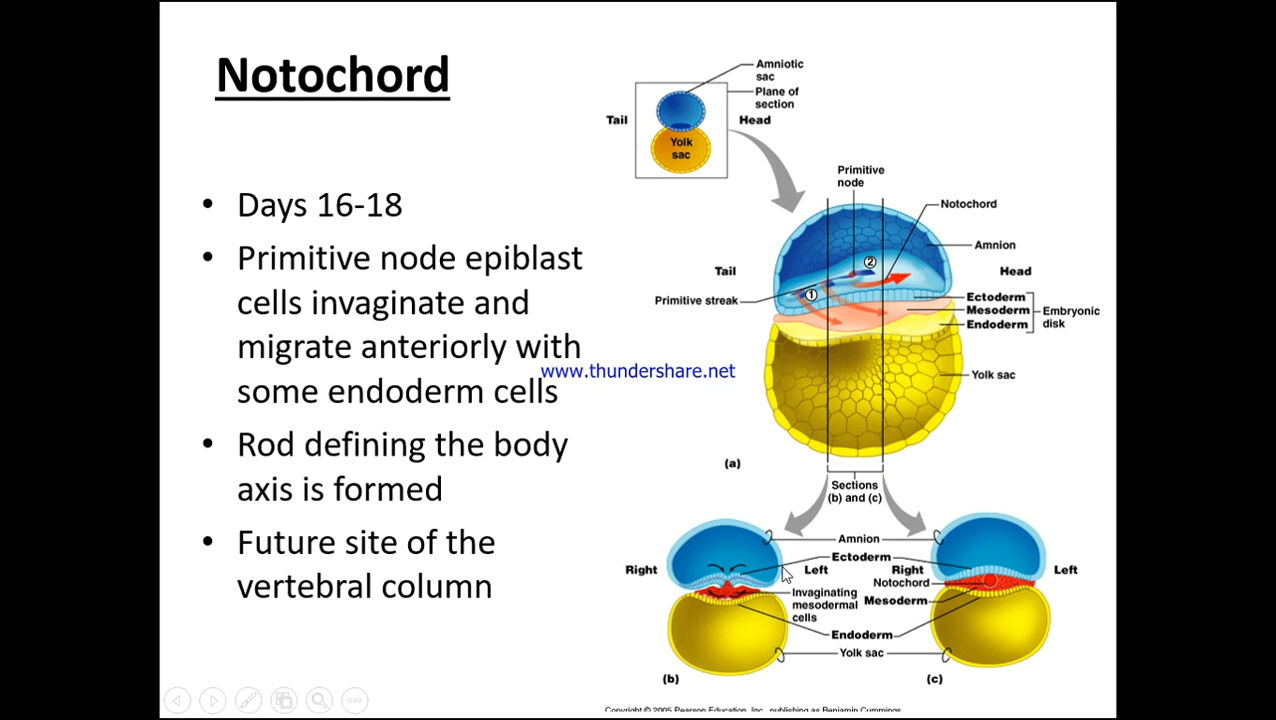 Notochord
• Days 16-18
• Primitive node epiblast
cells invaginate and
migrate anteriorly with
some endoderm cells
• Rod defining the body
axis is formed
• Future site of the
vertebral column
www.thundershare.net
Amniotic
sac
Plane of
section
Tail
Head
Yolk
sac
Primitive
node
Notochord
Amnion
Tail
Head
2
1
Primitive streak
Ectoderm
Mesoderm
Endoderm
Embryonic
disk
Yolk sac
(a)
Sections
(b) and (c)
Amnion
Ectoderm
Right
Left
Right
Left
Notochord
Invaginating
mesodermal
cells
Mesoderm
Endoderm
Yolk sac
(b)
(c)
Copyright © 2005 Pearson Education, Inc., publishing as Benjamin Cummings